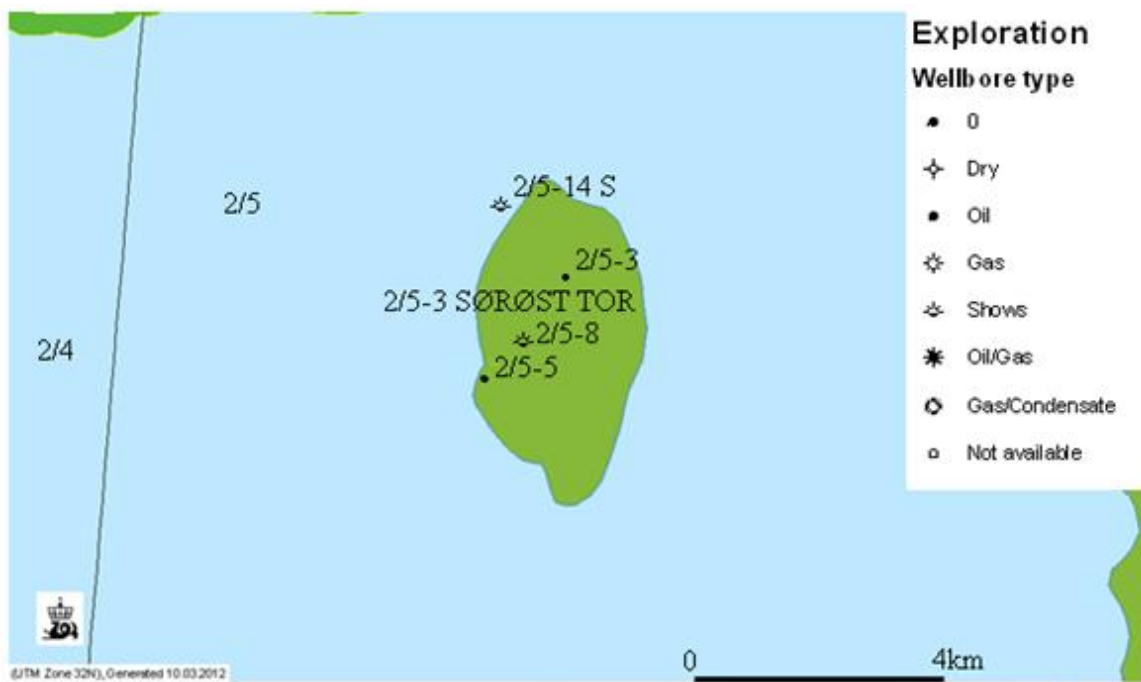 Exploration
Wellbore type
0
Dry
Oil
Gas
Shows
Oil/Gas
Gas/Condensate
Not available
2/5-14 S
2/5
2/5-3
2/5-3 SØRØST TOR
2/5-8
2/4
2/5-5
0 4km
(UTM Zone 32N), Generated 10.03.2012